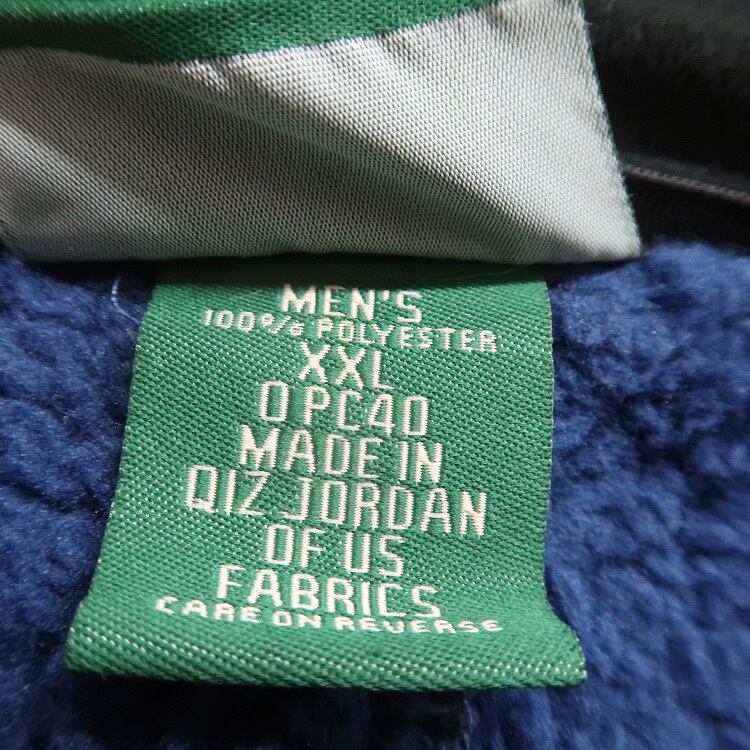 MEN'S
100% POLYESTER
XXL
0 PC40
MADE IN
QIZ JORDAN
OF US
FABRICS
CARE ON REVERSE